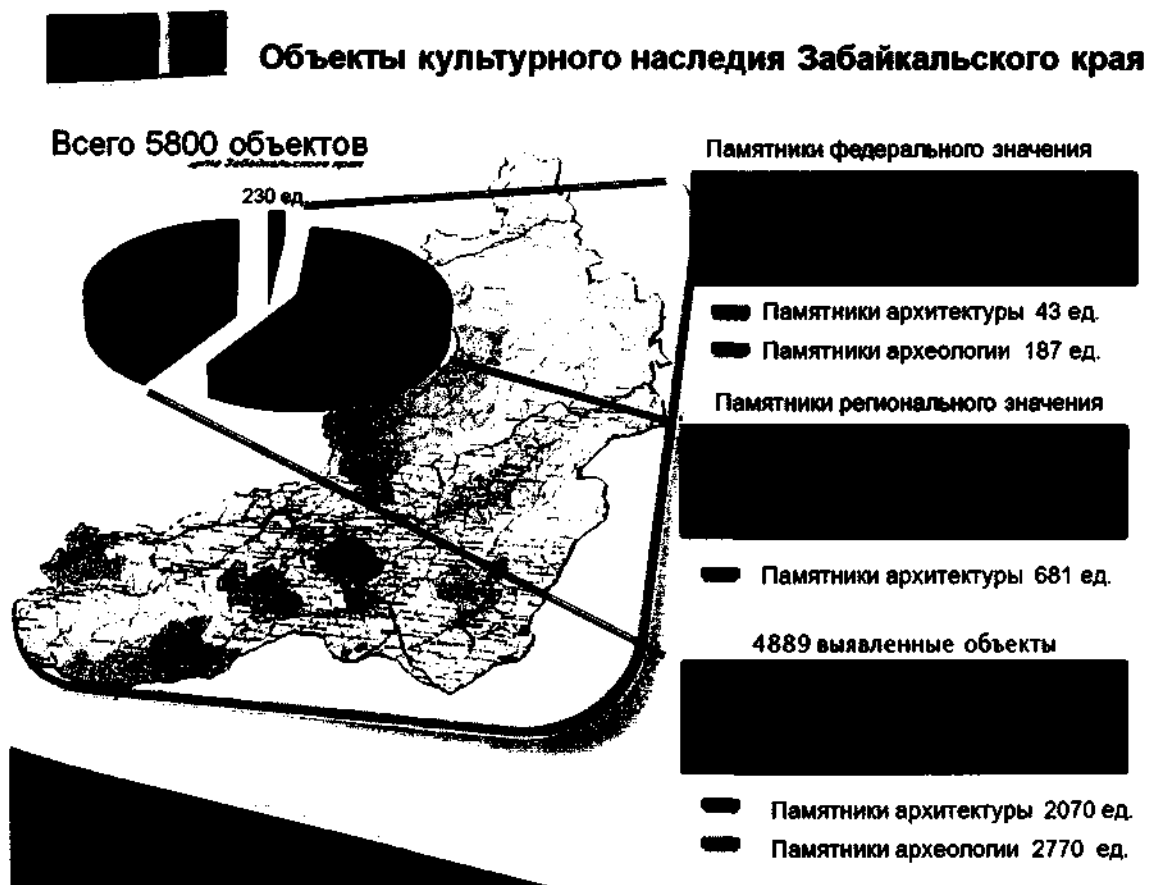 Объекты культурного наследия Забайкальского края
Всего 5800 объектов
Забайкальского края
230 ед.
Памятники федерального значения
Памятники архитектуры 43 ед.
Памятники археологии 187 ед.
Памятники регионального значения
Памятники архитектуры 681 ед.
4889 выявленные объекты
Памятники архитектуры 2070 ед.
Памятники археологии 2770 ед.